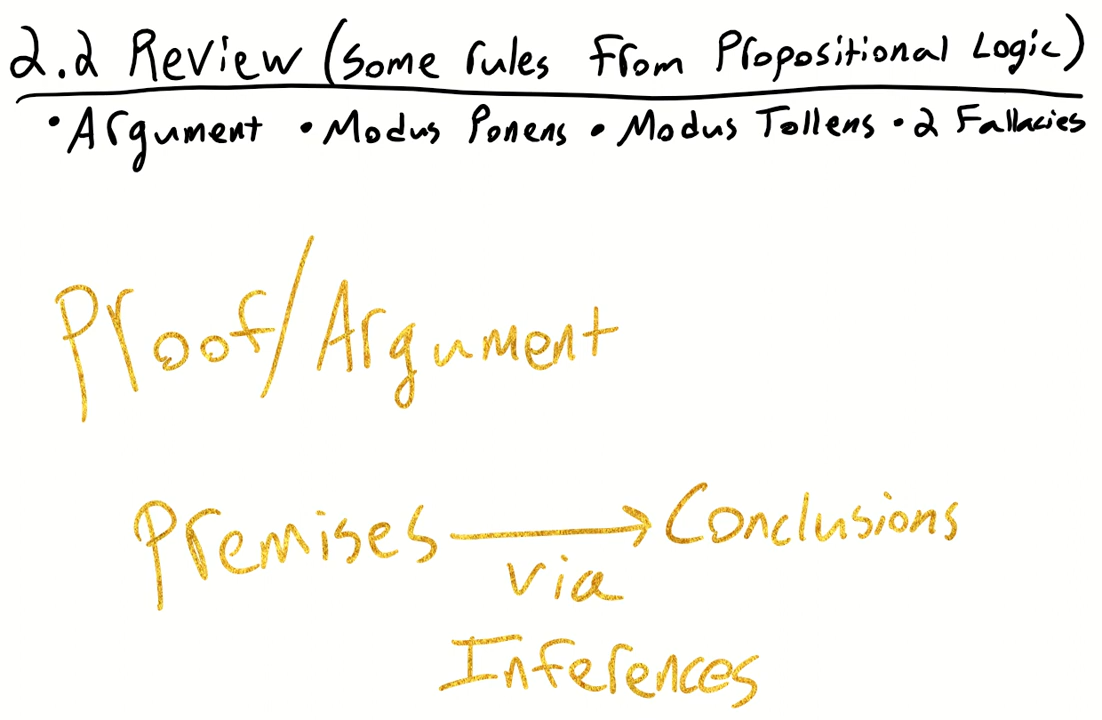 2.2 Review (some rules from Propositional Logic)
• Argument • Modus Ponens • Modus Tollens • 2 Fallacies
Proof/Argument
Premises → Conclusions
via
Inferences